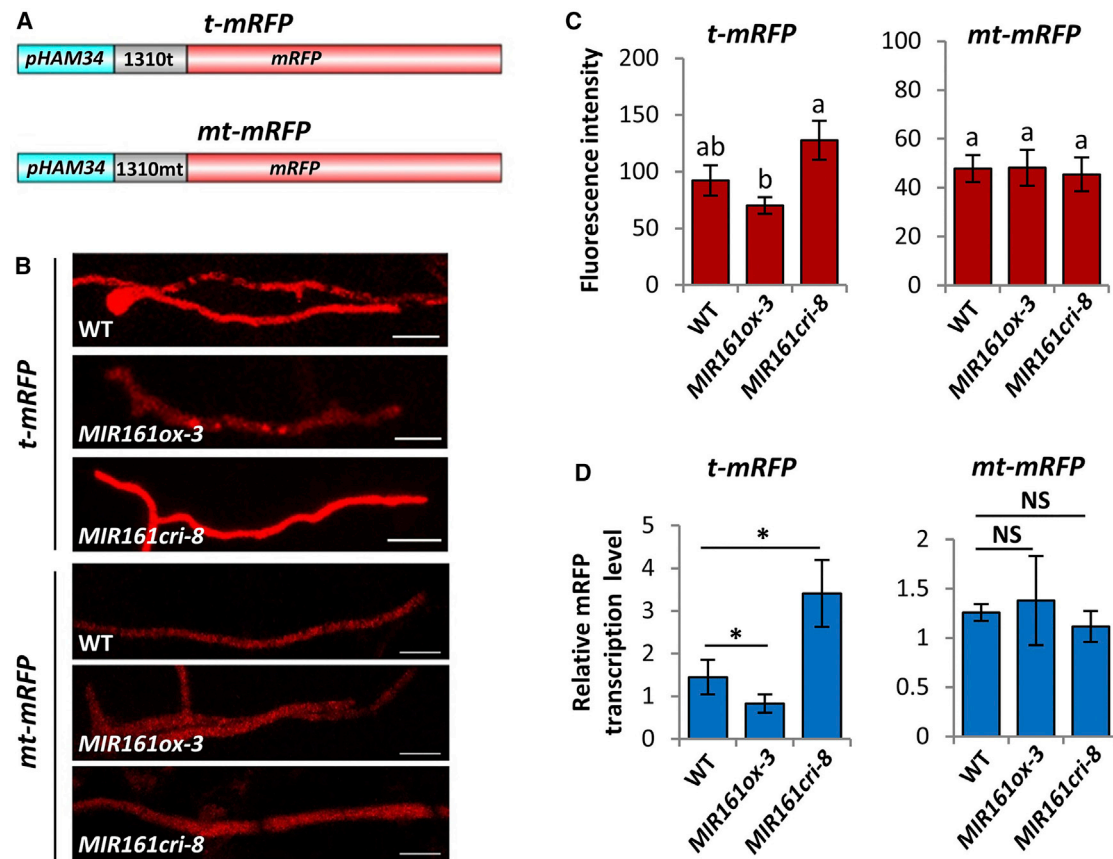 A
t-mRFP
pHAM34 1310t mRFP
mt-mRFP
pHAM34 1310mt mRFP
B
t-mRFP
WT
MIR161ox-3
MIR161cri-8
mt-mRFP
WT
MIR161ox-3
MIR161cri-8
C
t-mRFP
Fluorescence intensity
200
150
100
50
0
ab
b
a
WT
MIR161ox-3
MIR161cri-8
mt-mRFP
100
80
60
40
20
0
a
a
a
WT
MIR161ox-3
MIR161cri-8
D
t-mRFP
Relative mRFP
transcription level
5
4
3
2
1
0
*
*
WT
MIR161ox-3
MIR161cri-8
mt-mRFP
2
1.5
1
0.5
0
NS
NS
WT
MIR161ox-3
MIR161cri-8